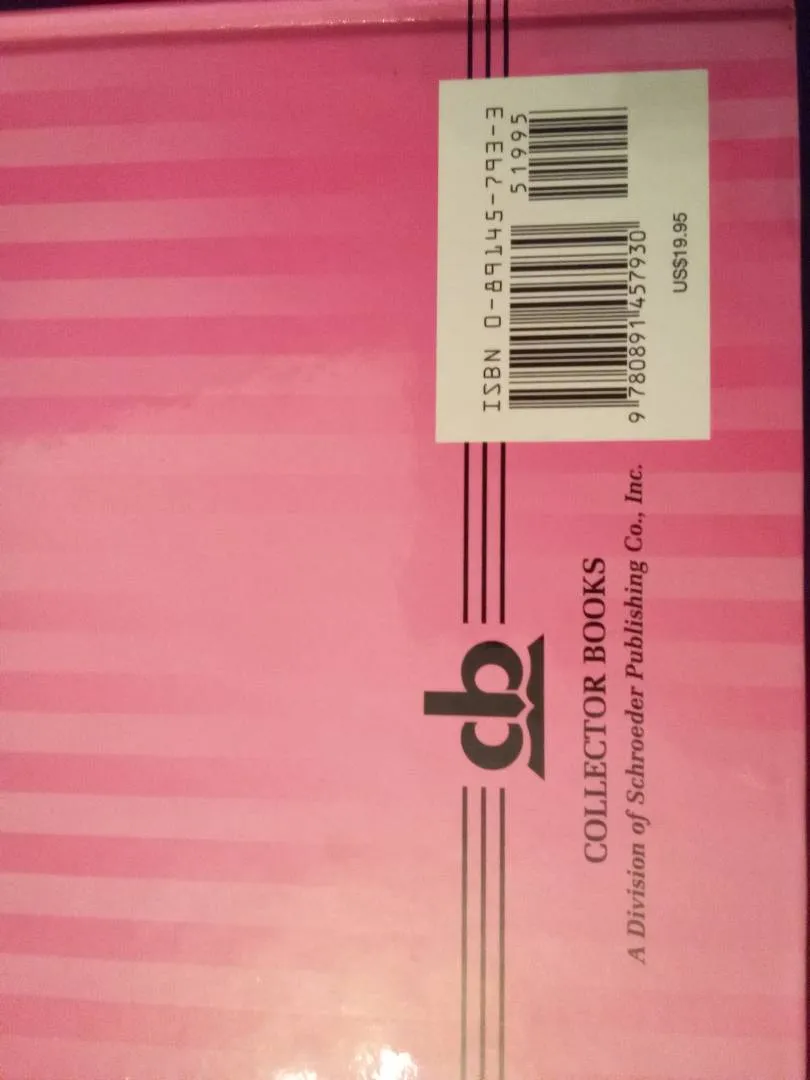 cb
COLLECTOR BOOKS
A Division of Schroeder Publishing Co., Inc.
ISBN 0-89145-793-3
51995
9 780891 457930
US$19.95